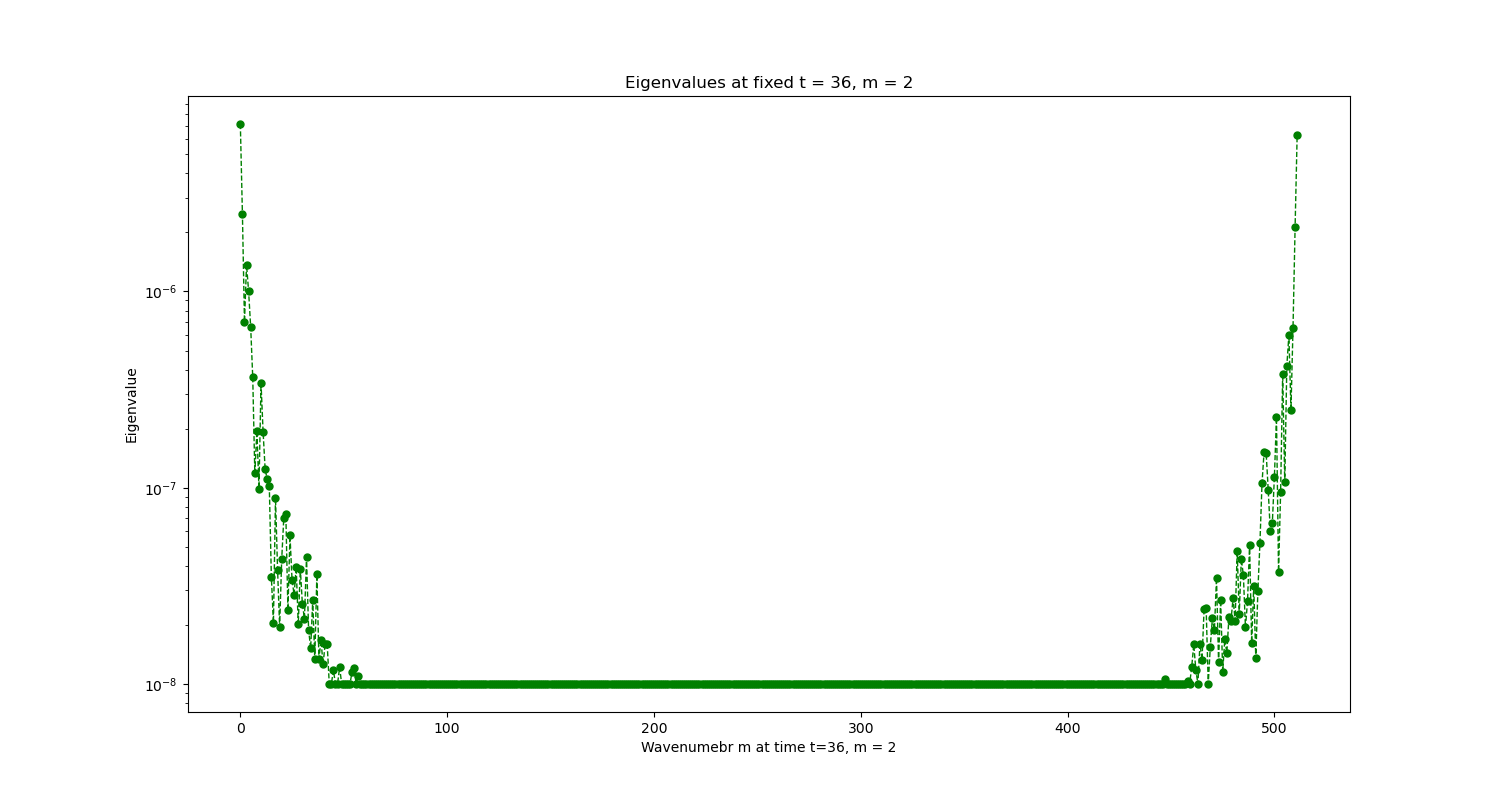 Eigenvalues at fixed t = 36, m = 2
Eigenvalue
10⁻⁶
10⁻⁷
10⁻⁸
0 100 200 300 400 500
Wavenumebr m at time t=36, m = 2